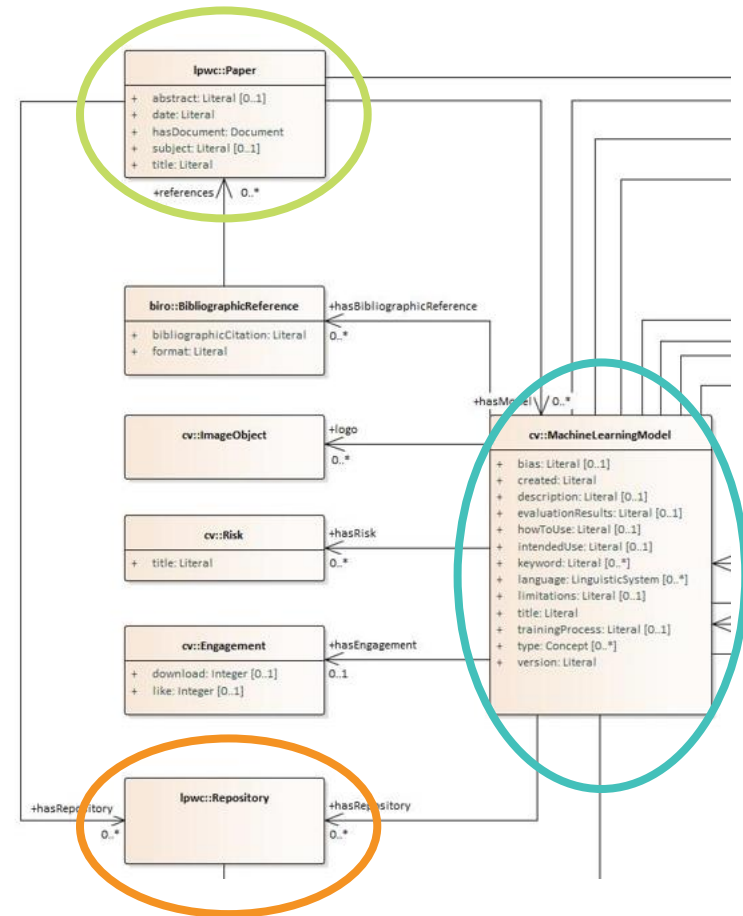 lpwc::Paper
+ abstract: Literal [0..1]
+ date: Literal
+ hasDocument: Document
+ subject: Literal [0..1]
+ title: Literal
+references 0..*
biro::BibliographicReference
+ bibliographicCitation: Literal
+ format: Literal
+hasBibliographicReference
0..*
cv::ImageObject
+logo
0..*
cv::Risk
+ title: Literal
+hasRisk
0..*
cv::Engagement
+ download: Integer [0..1]
+ like: Integer [0..1]
+hasEngagement
0..1
+hasModel 0..*
cv::MachineLearningModel
+ bias: Literal [0..1]
+ created: Literal
+ description: Literal [0..1]
+ evaluationResults: Literal [0..1]
+ howToUse: Literal [0..1]
+ intendedUse: Literal [0..1]
+ keyword: Literal [0..*]
+ language: LinguisticSystem [0..*]
+ limitations: Literal [0..1]
+ title: Literal
+ trainingProcess: Literal [0..1]
+ type: Concept [0..*]
+ version: Literal
lpwc::Repository
+hasRepository
0..*
+hasRepository
0..*